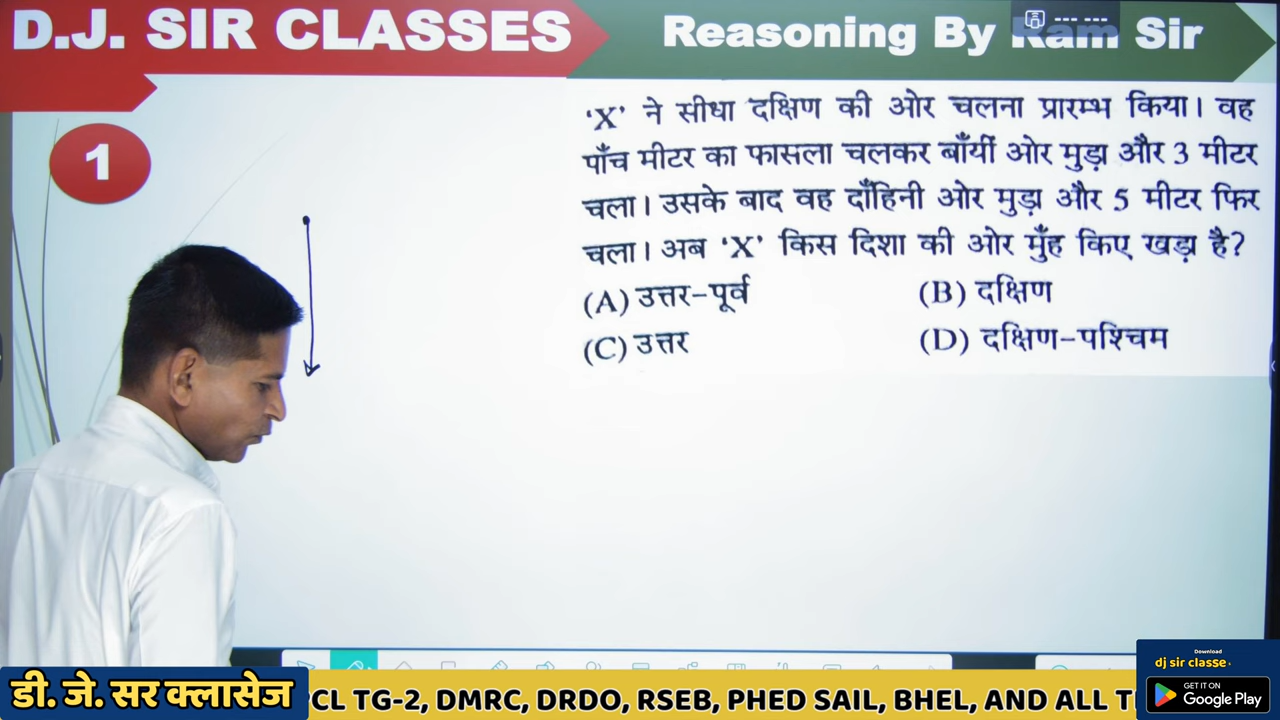 D.J. SIR CLASSES
Reasoning By Ram Sir
1
‘X’ ने सीधा दक्षिण की ओर चलना प्रारम्भ किया। वह
पाँच मीटर का फासला चलकर बाँयीं ओर मुड़ा और 3 मीटर
चला। उसके बाद वह दाँहिनी ओर मुड़ा और 5 मीटर फिर
चला। अब ‘X’ किस दिशा की ओर मुँह किए खड़ा है?
(A) उत्तर-पूर्व (B) दक्षिण
(C) उत्तर (D) दक्षिण-पश्चिम
Download
dj sir classe
GET IT ON
Google Play
डी. जे. सर क्लासेज
CL TG-2, DMRC, DRDO, RSEB, PHED SAIL, BHEL, AND ALL